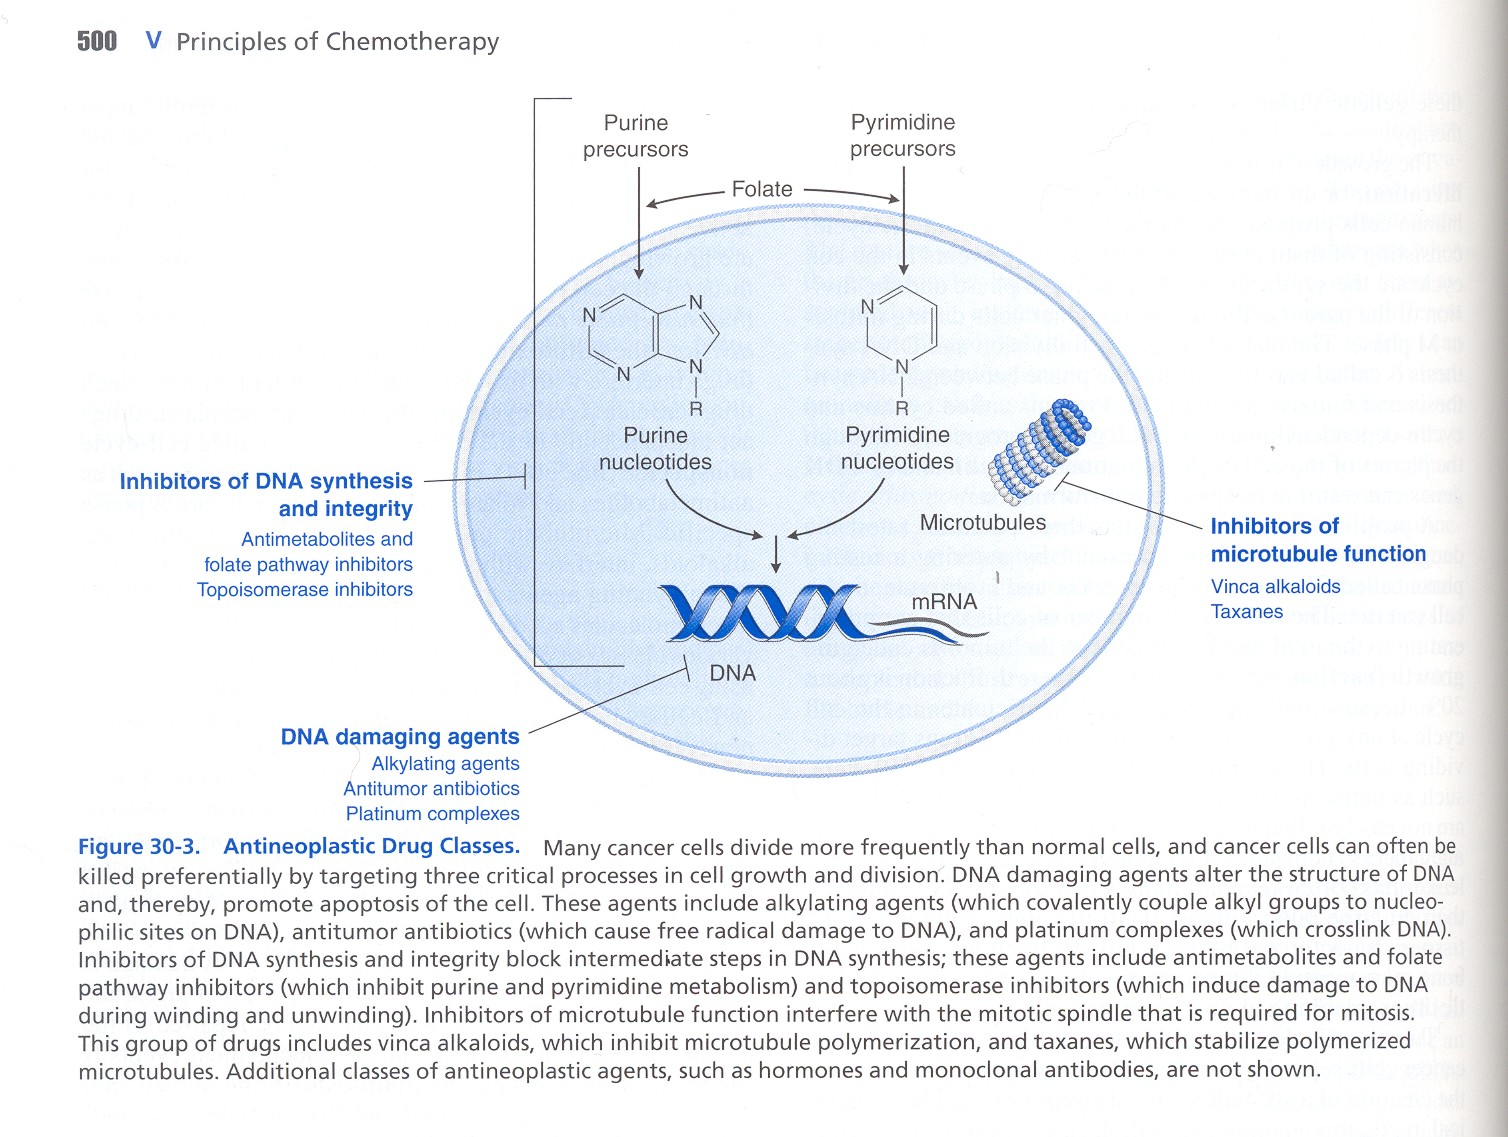 500 V Principles of Chemotherapy
Purine
precursors
Pyrimidine
precursors
Folate
N
N
N
N
R
N
N
R
Purine
nucleotides
Pyrimidine
nucleotides
Microtubules
Inhibitors of DNA synthesis
and integrity
Antimetabolites and
folate pathway inhibitors
Topoisomerase inhibitors
Inhibitors of
microtubule function
Vinca alkaloids
Taxanes
mRNA
DNA
DNA damaging agents
Alkylating agents
Antitumor antibiotics
Platinum complexes
Figure 30-3. Antineoplastic Drug Classes. Many cancer cells divide more frequently than normal cells, and cancer cells can often be
killed preferentially by targeting three critical processes in cell growth and division. DNA damaging agents alter the structure of DNA
and, thereby, promote apoptosis of the cell. These agents include alkylating agents (which covalently couple alkyl groups to nucleo-
philic sites on DNA), antitumor antibiotics (which cause free radical damage to DNA), and platinum complexes (which crosslink DNA).
Inhibitors of DNA synthesis and integrity block intermediate steps in DNA synthesis; these agents include antimetabolites and folate
pathway inhibitors (which inhibit purine and pyrimidine metabolism) and topoisomerase inhibitors (which induce damage to DNA
during winding and unwinding). Inhibitors of microtubule function interfere with the mitotic spindle that is required for mitosis.
This group of drugs includes vinca alkaloids, which inhibit microtubule polymerization, and taxanes, which stabilize polymerized
microtubules. Additional classes of antineoplastic agents, such as hormones and monoclonal antibodies, are not shown.